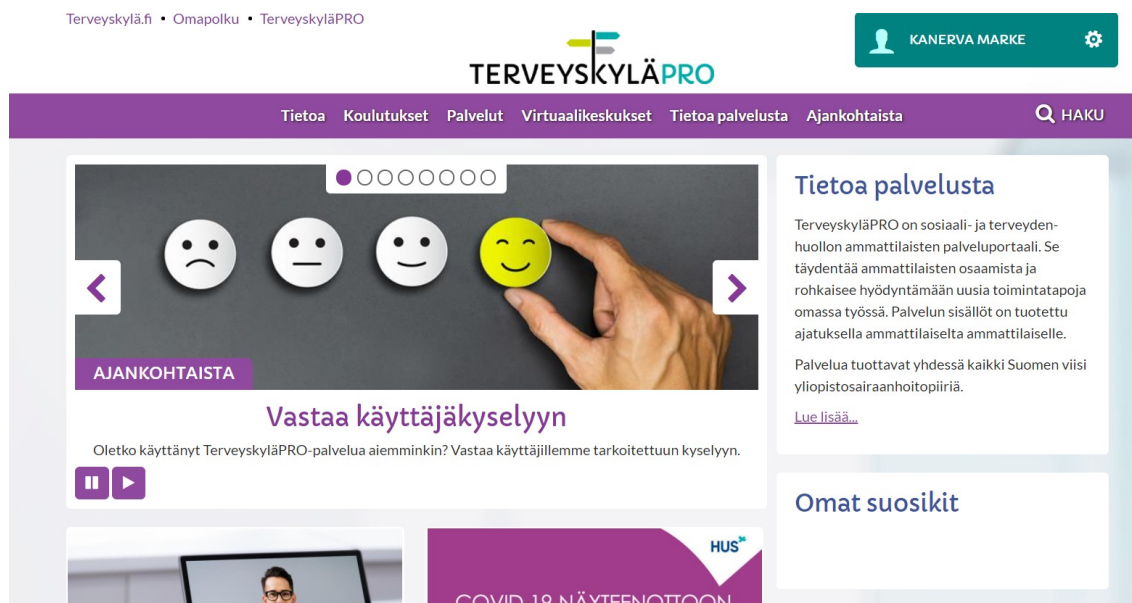 Terveyskylä.fi • Omapolku • TerveyskyläPRO
TERVEYSKYLÄPRO
KANERVA MARKE
Tietoa Koulutukset Palvelut Virtuaalikeskukset Tietoa palvelusta Ajankohtaista
HAKU
AJANKOHTAISTA
Vastaa käyttäjäkyselyyn
Oletko käyttänyt TerveyskyläPRO-palvelua aiemminkin? Vastaa käyttäjillemme tarkoitettuun kyselyyn.
Tietoa palvelusta
TerveyskyläPRO on sosiaali- ja terveyden-
huollon ammattilaisten palveluportaali. Se
täydentää ammattilaisten osaamista ja
rohkaisee hyödyntämään uusia toimintatapoja
omassa työssä. Palvelun sisällöt on tuotettu
ajatuksella ammattilaiselta ammattilaiselle.
Palvelua tuottavat yhdessä kaikki Suomen viisi
yliopistosairaanhoitopiiriä.
Lue lisää...
Omat suosikit
HUS
COVID-19 NÄYTEENOTTOON